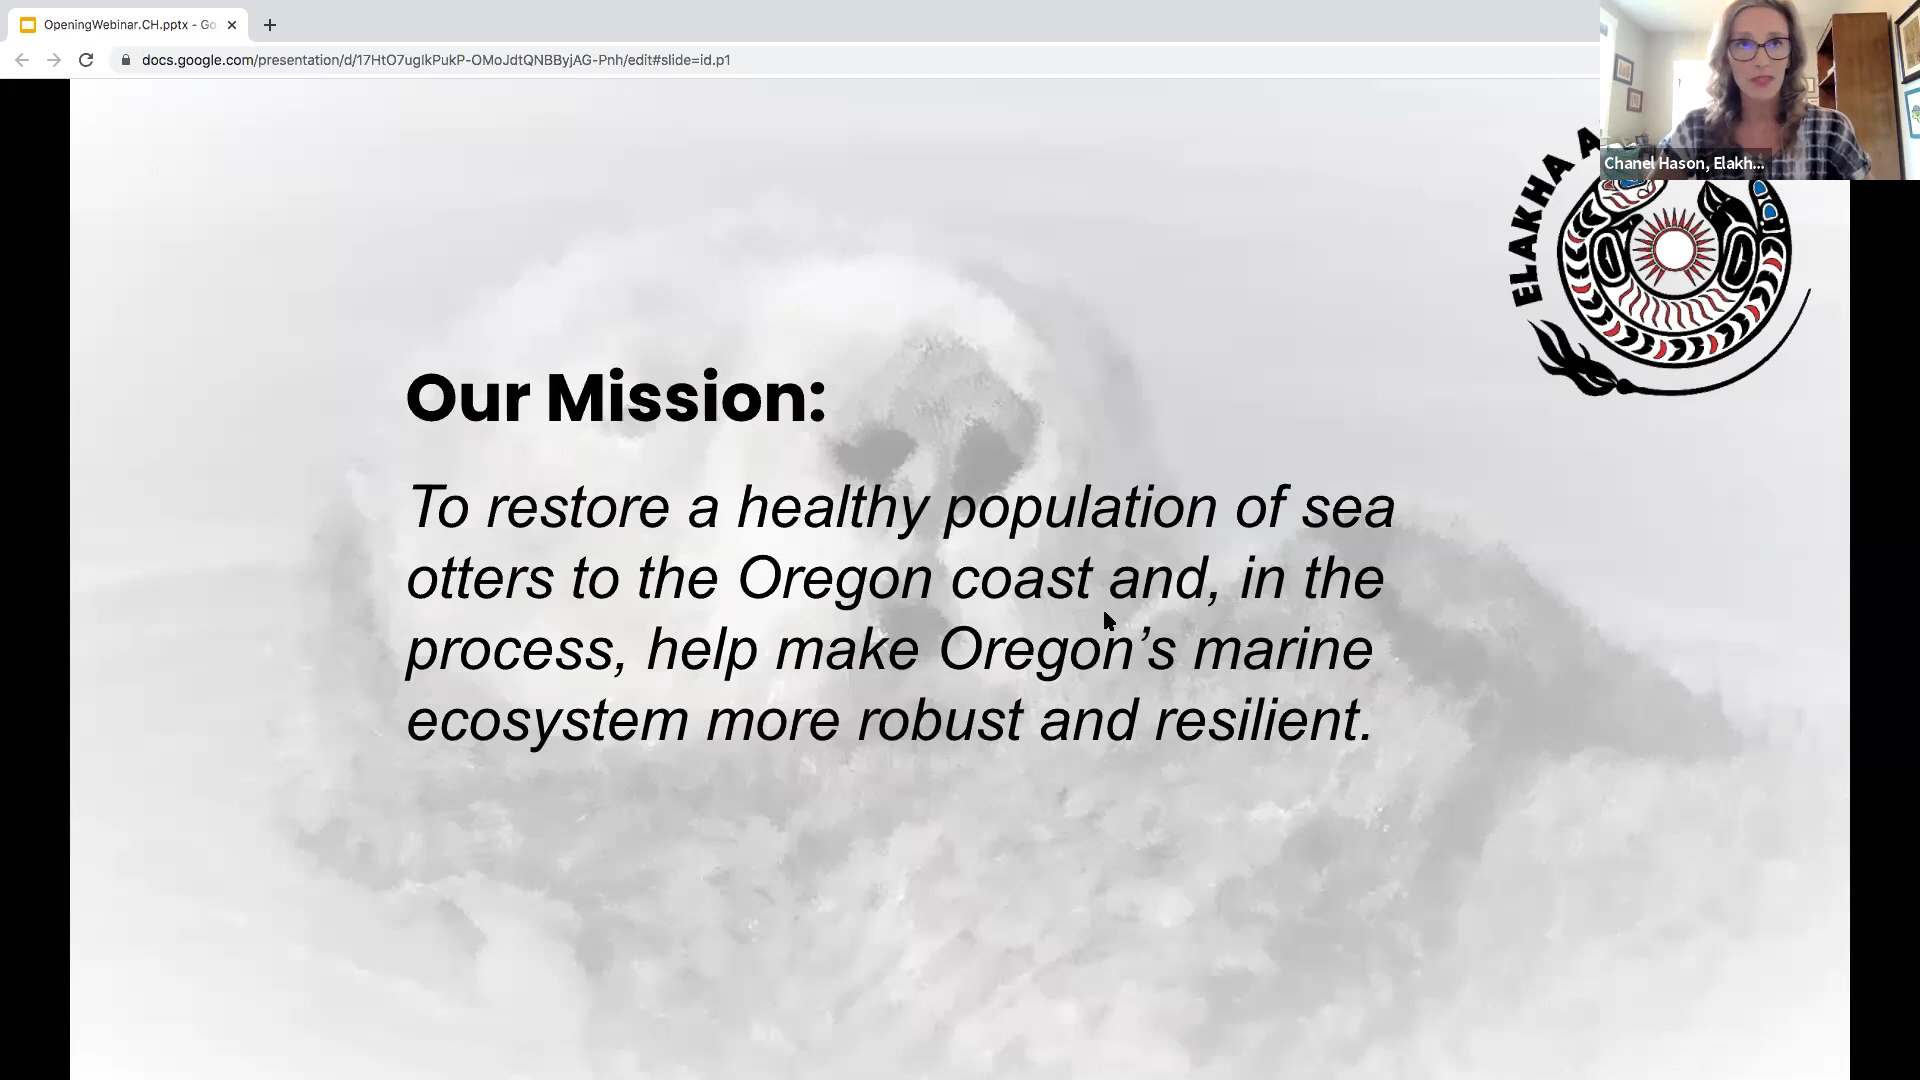 OpeningWebinar.CH.pptx - Go
docs.google.com/presentation/d/17HtO7uglkPukP-OMoJdtQNBByjAG-Pnh/edit#slide=id.p1
Chanel Hason, Elakh...
ELAKHA A
Our Mission:
To restore a healthy population of sea
otters to the Oregon coast and, in the
process, help make Oregon’s marine
ecosystem more robust and resilient.